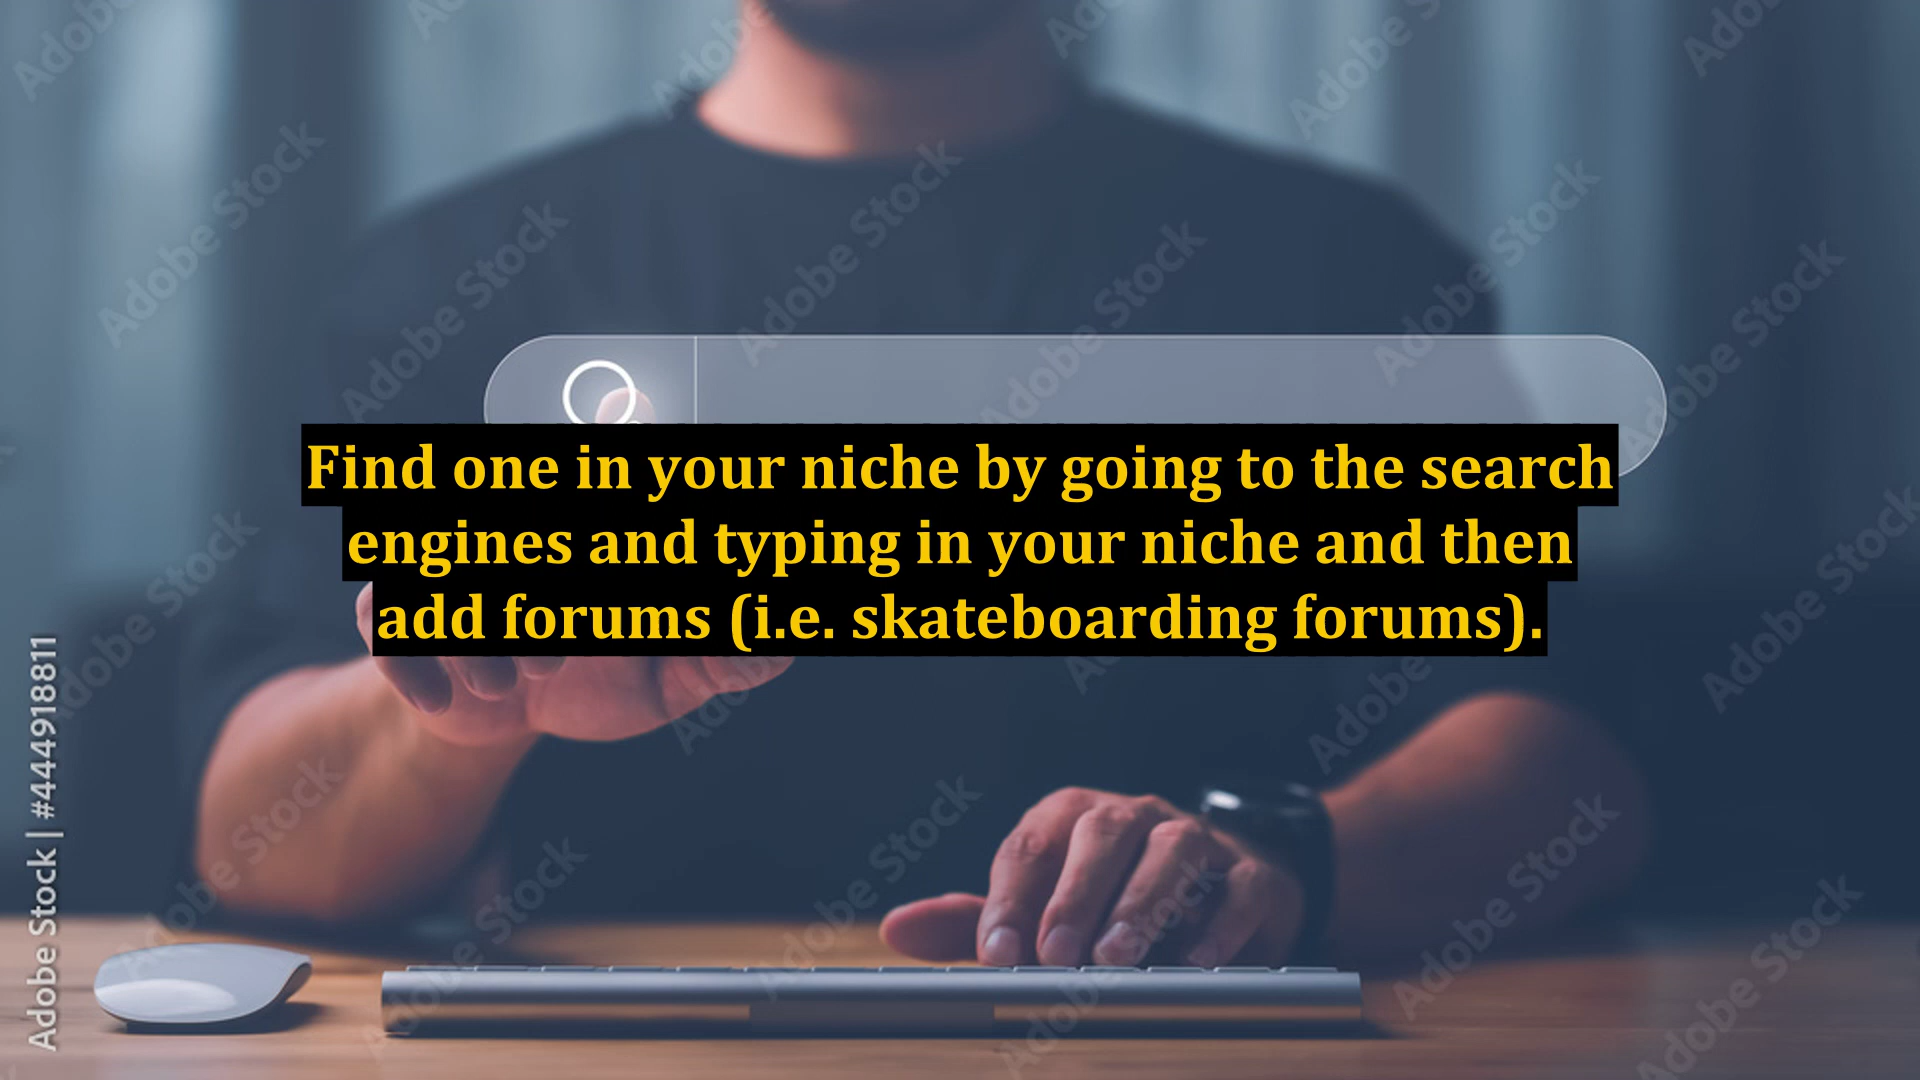 Find one in your niche by going to the search
engines and typing in your niche and then
add forums (i.e. skateboarding forums).
Adobe Stock | #444918811
Adobe Stock